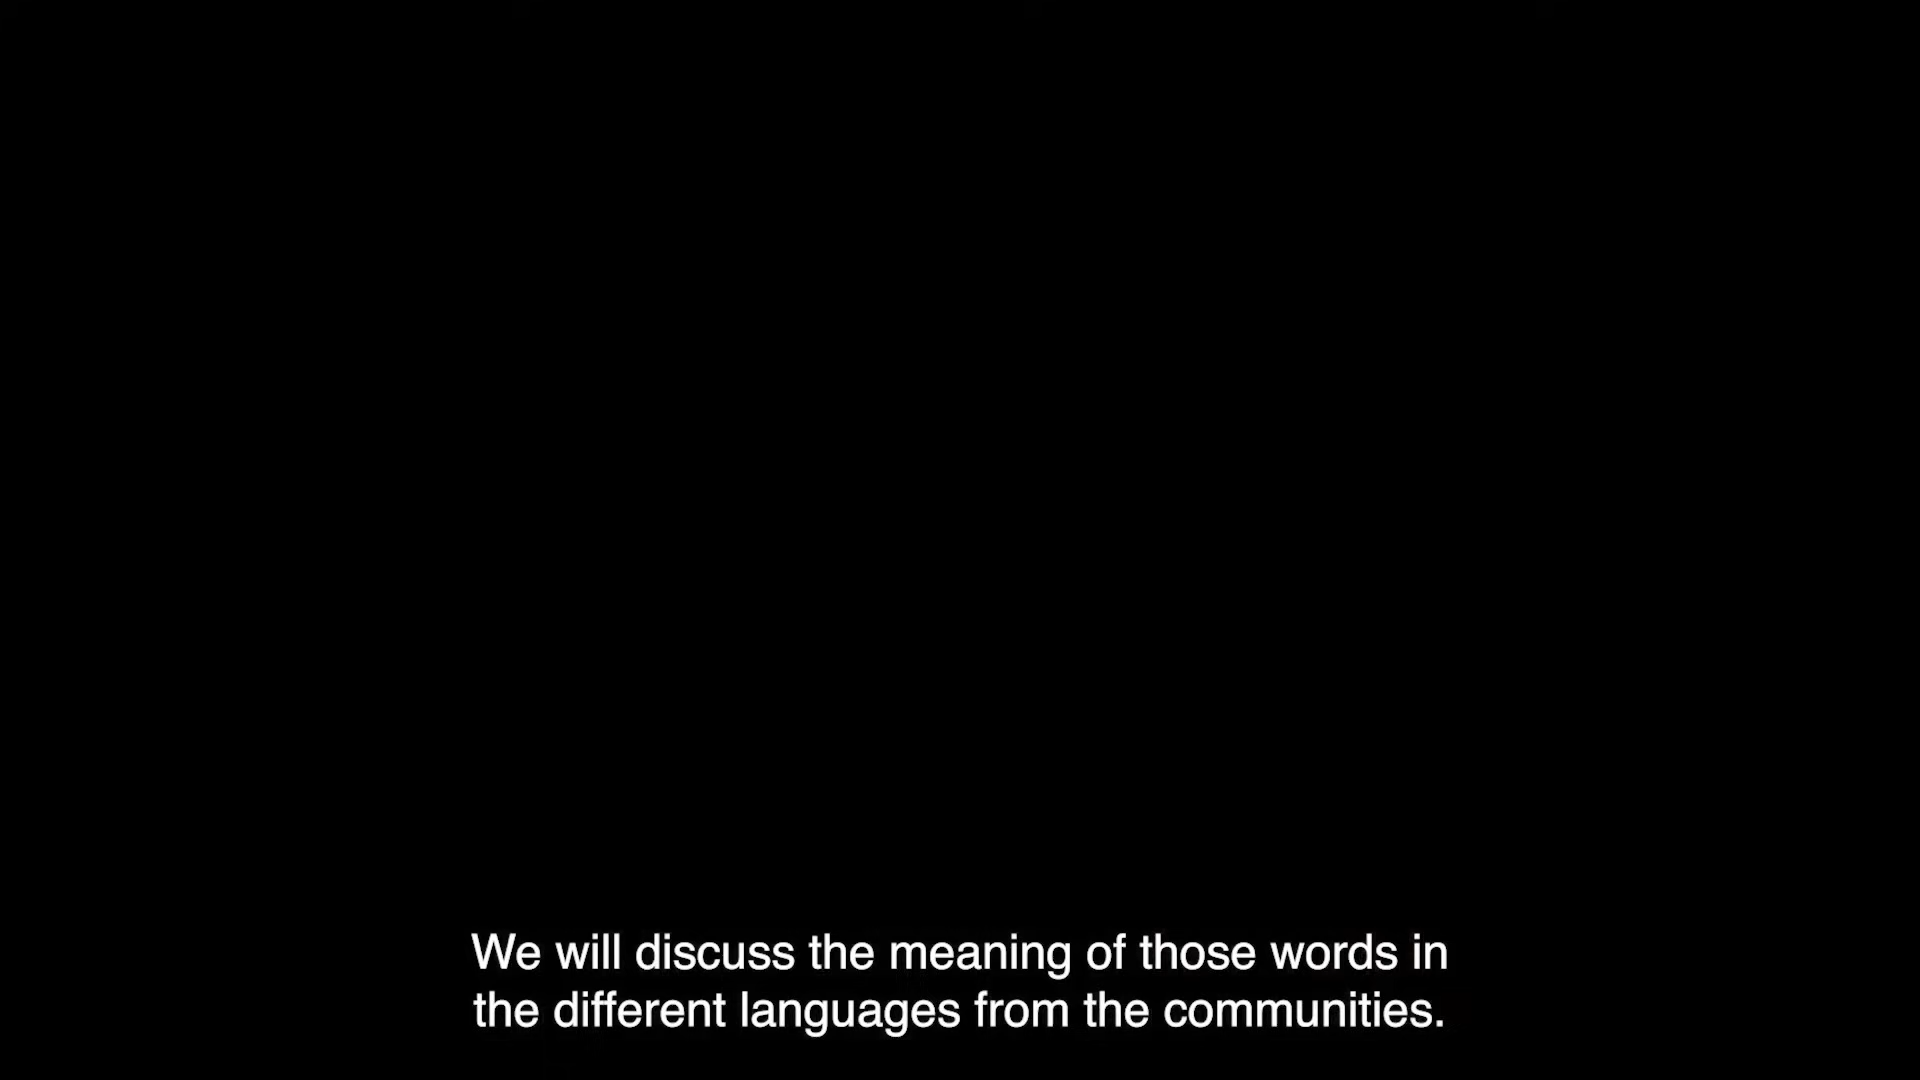 We will discuss the meaning of those words in
the different languages from the communities.